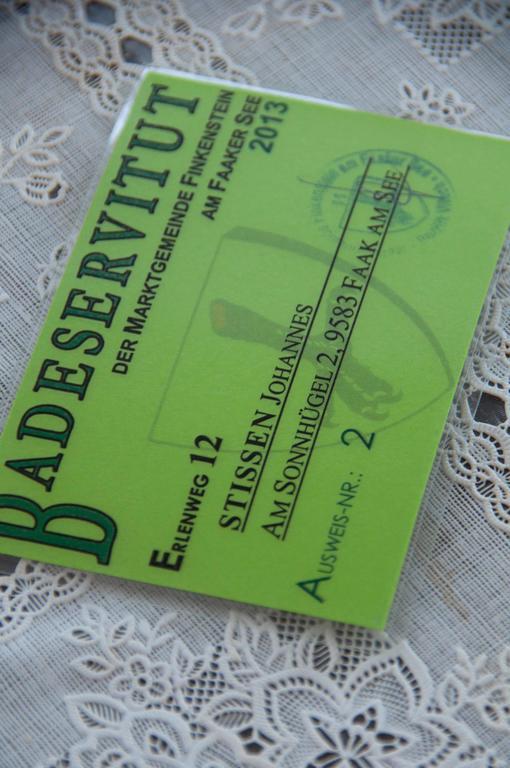 BADESERVITUT
DER MARKTGEMEINDE FINKENSTEIN
AM FAAKER SEE
2013
ERLENWEG 12
STISSEN JOHANNES
AM SONNHÜGEL 2, 9583 FAAK AM SEE
AUSWEIS-NR.: 2